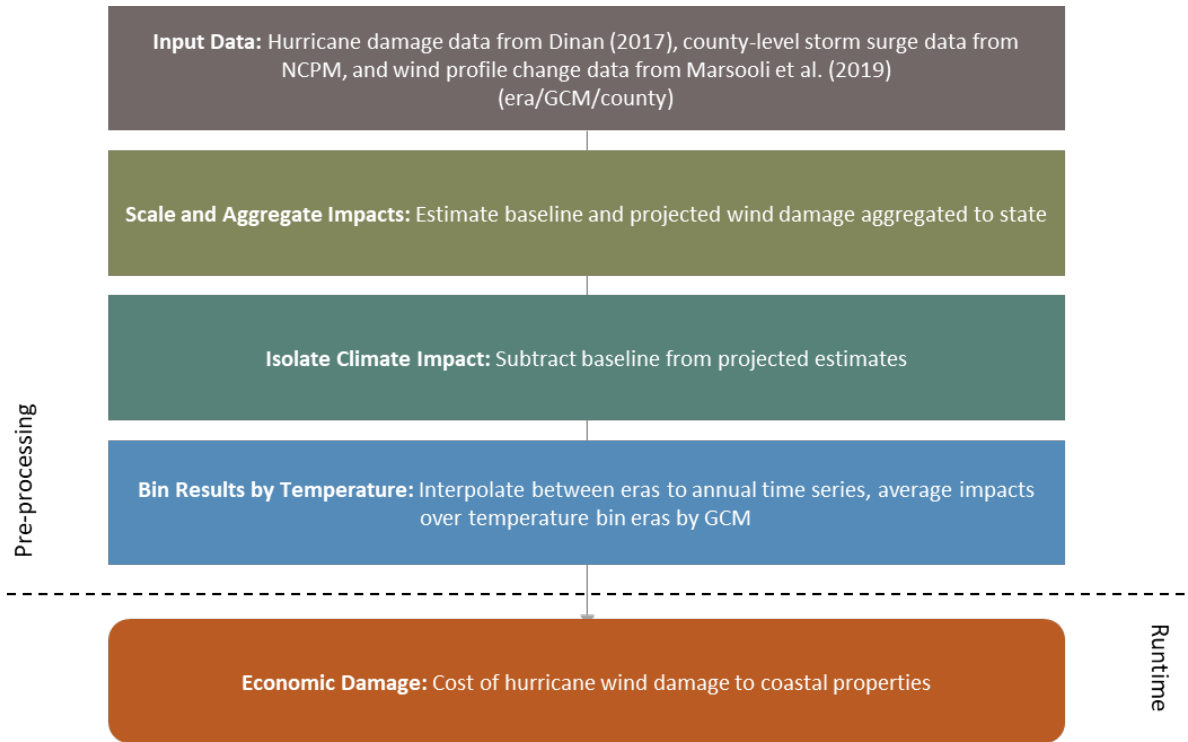 Input Data: Hurricane damage data from Dinan (2017), county-level storm surge data from
NCPM, and wind profile change data from Marsooli et al. (2019)
(era/GCM/county)
Scale and Aggregate Impacts: Estimate baseline and projected wind damage aggregated to state
Isolate Climate Impact: Subtract baseline from projected estimates
Pre-processing
Bin Results by Temperature: Interpolate between eras to annual time series, average impacts
over temperature bin eras by GCM
Economic Damage: Cost of hurricane wind damage to coastal properties
Runtime